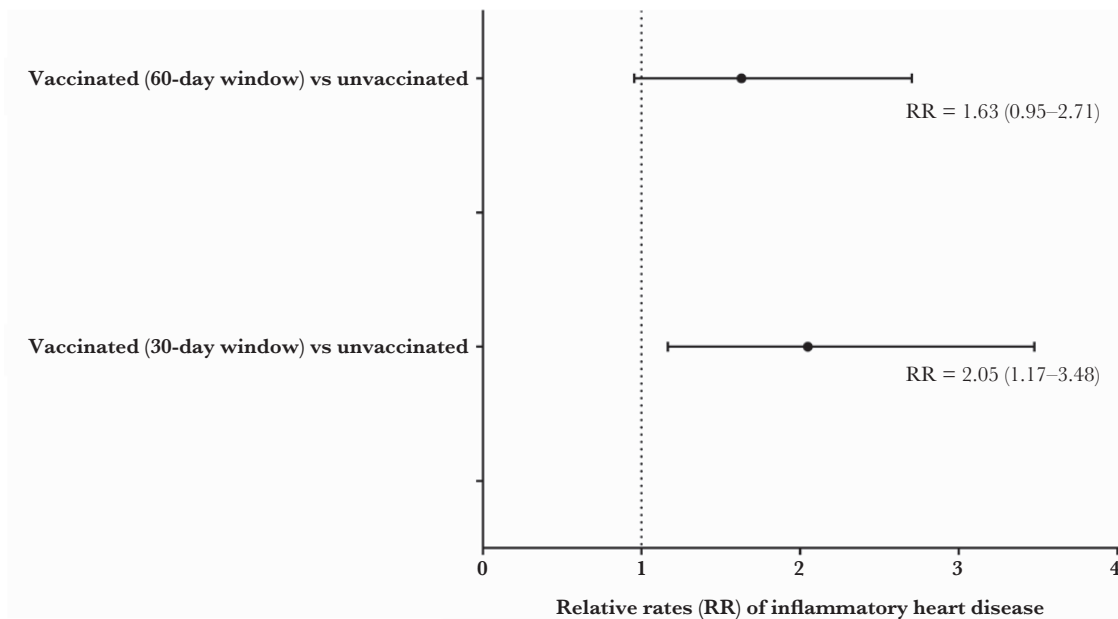 Vaccinated (60-day window) vs unvaccinated
RR = 1.63 (0.95–2.71)
Vaccinated (30-day window) vs unvaccinated
RR = 2.05 (1.17–3.48)
0 1 2 3 4
Relative rates (RR) of inflammatory heart disease